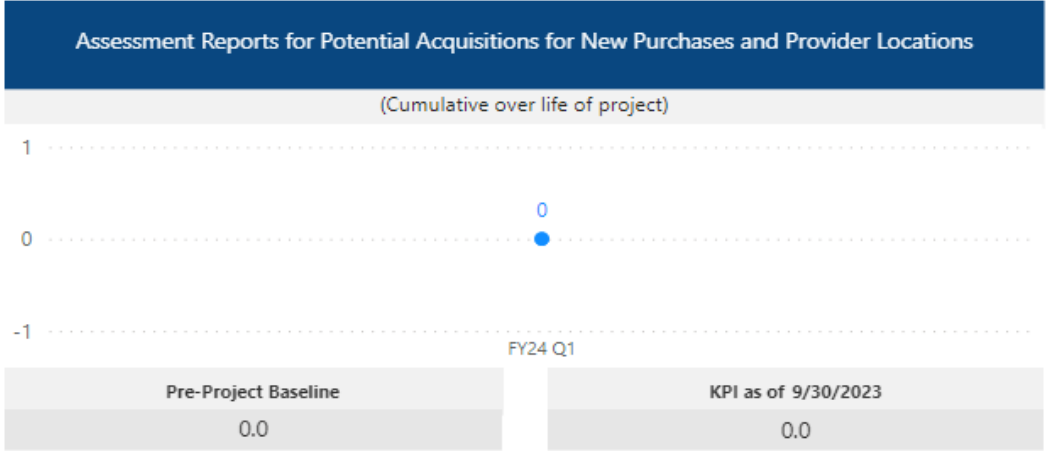 Assessment Reports for Potential Acquisitions for New Purchases and Provider Locations
(Cumulative over life of project)
1
0
0
-1
FY24 Q1
Pre-Project Baseline
KPI as of 9/30/2023
0.0
0.0